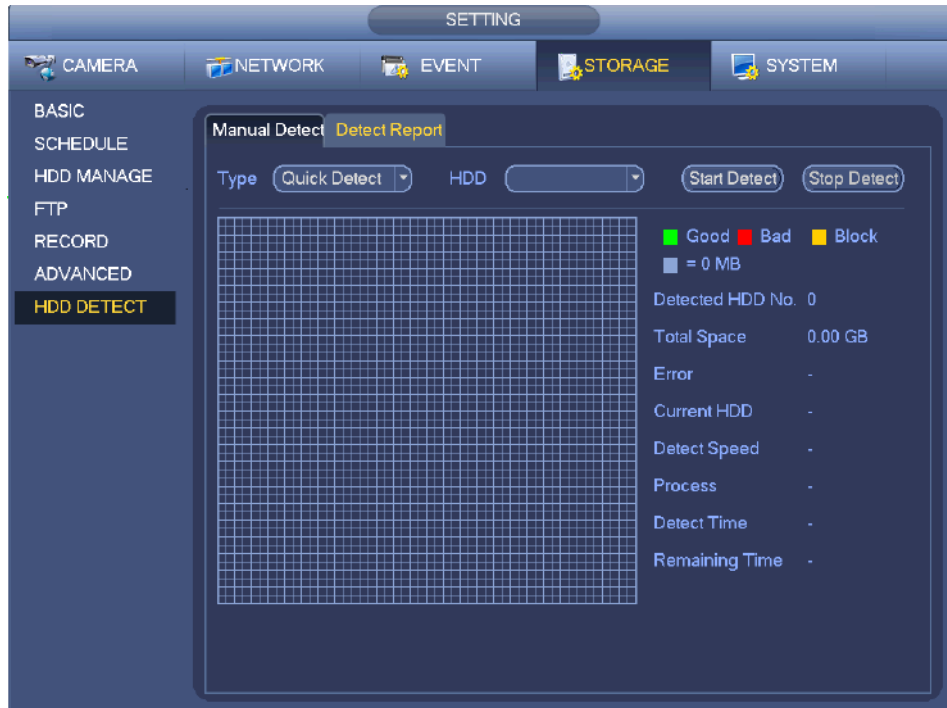 SETTING
CAMERA NETWORK EVENT STORAGE SYSTEM
BASIC
SCHEDULE
HDD MANAGE
FTP
RECORD
ADVANCED
HDD DETECT
Manual Detect Detect Report
Type Quick Detect HDD Start Detect Stop Detect
Good Bad Block
= 0 MB
Detected HDD No. 0
Total Space 0.00 GB
Error -
Current HDD -
Detect Speed -
Process -
Detect Time -
Remaining Time -